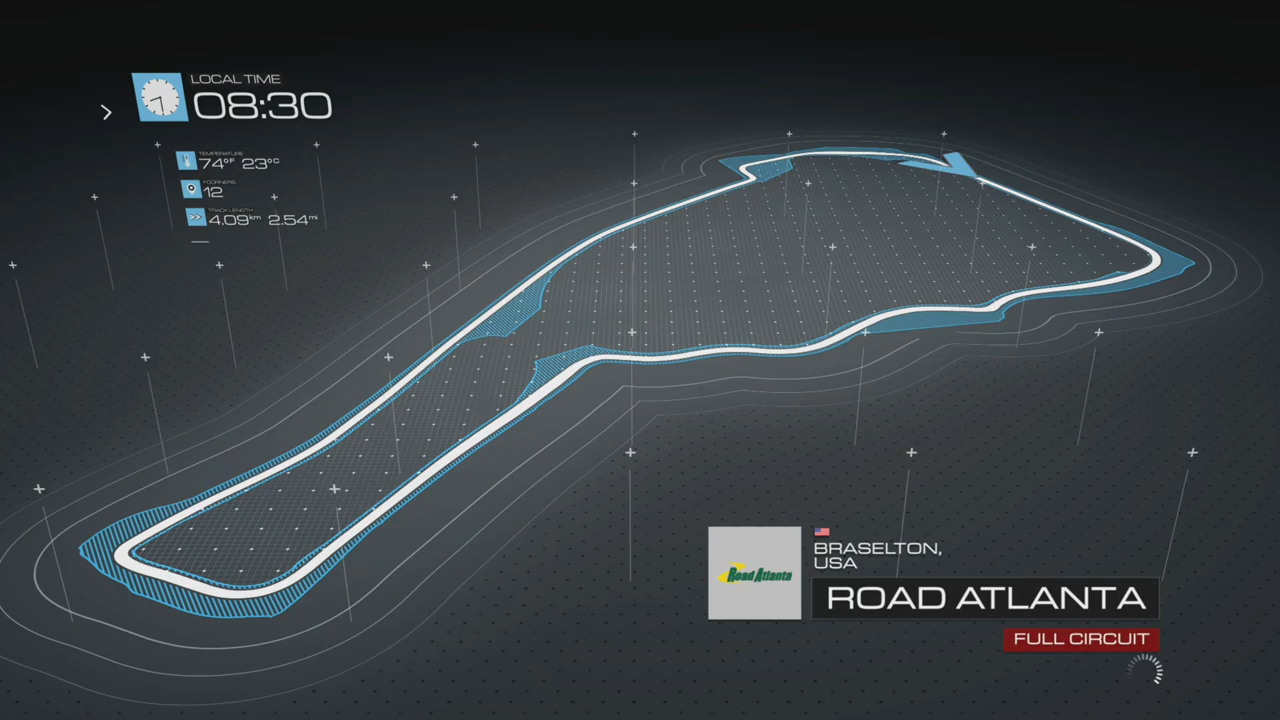 LOCAL TIME
08:30
TEMPERATURE
74°F 23°C
# CORNERS
12
TRACK LENGTH
4.09km 2.54mi
Road Atlanta
BRASELTON,
USA
ROAD ATLANTA
FULL CIRCUIT